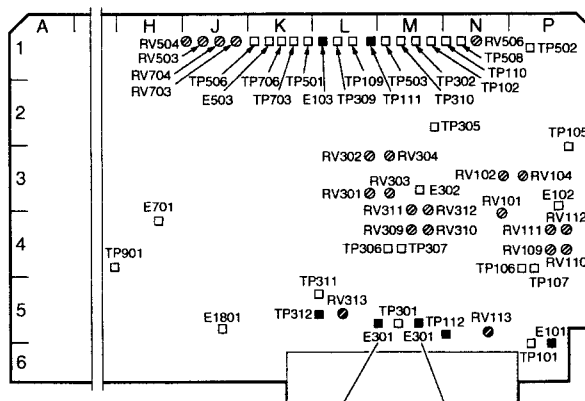 A H J K L M N P
1 RV504 RV506 TP502
RV503 TP508
RV704 TP506 TP706 TP501 TP109 TP503 TP302 TP110
RV703 E503 TP703 E103 TP309 TP111 TP310 TP102
2 TP305 TP105
RV302 RV304
3 RV303 RV102 RV104
RV301 E302 RV101 E102
E701 RV311 RV312 RV112
4 RV309 RV310 RV111
TP901 TP306 TP307 RV109 RV110
TP106 TP107
TP311
5 E1801 TP312 RV313 TP301 TP112 RV113 E101
E301 E301
6 TP101